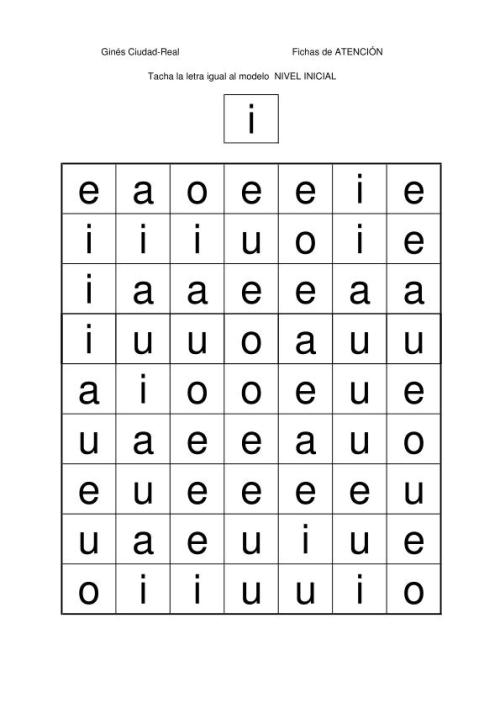 Ginés Ciudad-Real Fichas de ATENCIÓN
Tacha la letra igual al modelo NIVEL INICIAL
i
e a o e e i e
i i i u o i e
i a a e e a a
i u u o a u u
a i o o e u e
u a e e a u o
e u e e e e u
u a e u i u e
o i i u u i o